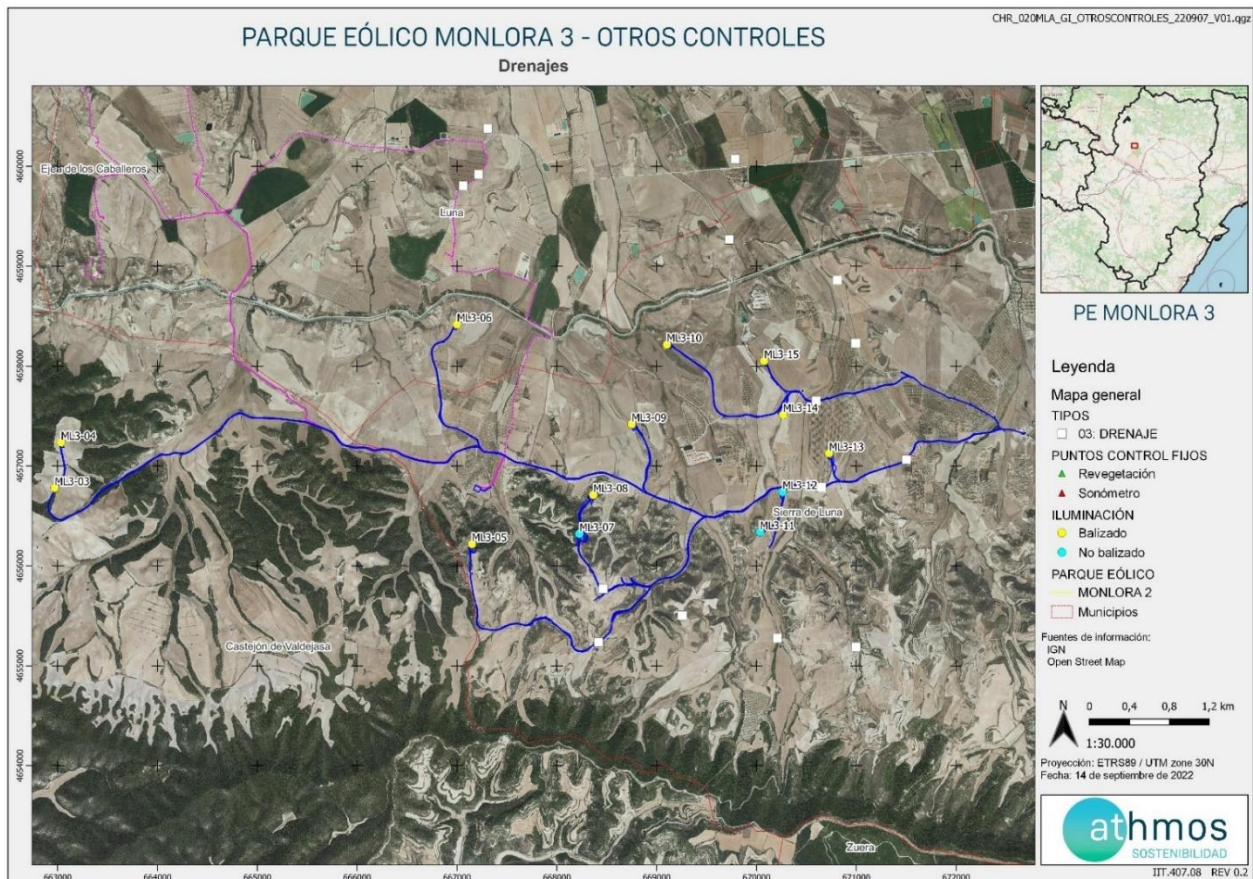 CHR_020MLA_GI_OTROSCONTROLES_220907_V01.qgz
PARQUE EÓLICO MONLORA 3 - OTROS CONTROLES
Drenajes
4660000
4659000
4658000
4657000
4656000
4655000
4654000
Ejea de los Caballeros
Luna
ML3-06
ML3-10
ML3-15
ML3-14
ML3-09
ML3-04
ML3-13
ML3-03
ML3-08
ML3-12
Sierra de Luna
ML3-07
ML3-11
ML3-05
Castejón de Valdejasa
Zuera
663000
664000
665000
666000
667000
668000
669000
670000
671000
672000
PE MONLORA 3
Leyenda
Mapa general
TIPOS
03: DRENAJE
PUNTOS CONTROL FIJOS
Revegetación
Sonómetro
ILUMINACIÓN
Balizado
No balizado
PARQUE EÓLICO
MONLORA 2
Municipios
Fuentes de información:
IGN
Open Street Map
N
0 0,4 0,8 1,2 km
1:30.000
Proyección: ETRS89 / UTM zone 30N
Fecha: 14 de septiembre de 2022
athmos
SOSTENIBILIDAD
IIT.407.08 REV 0.2